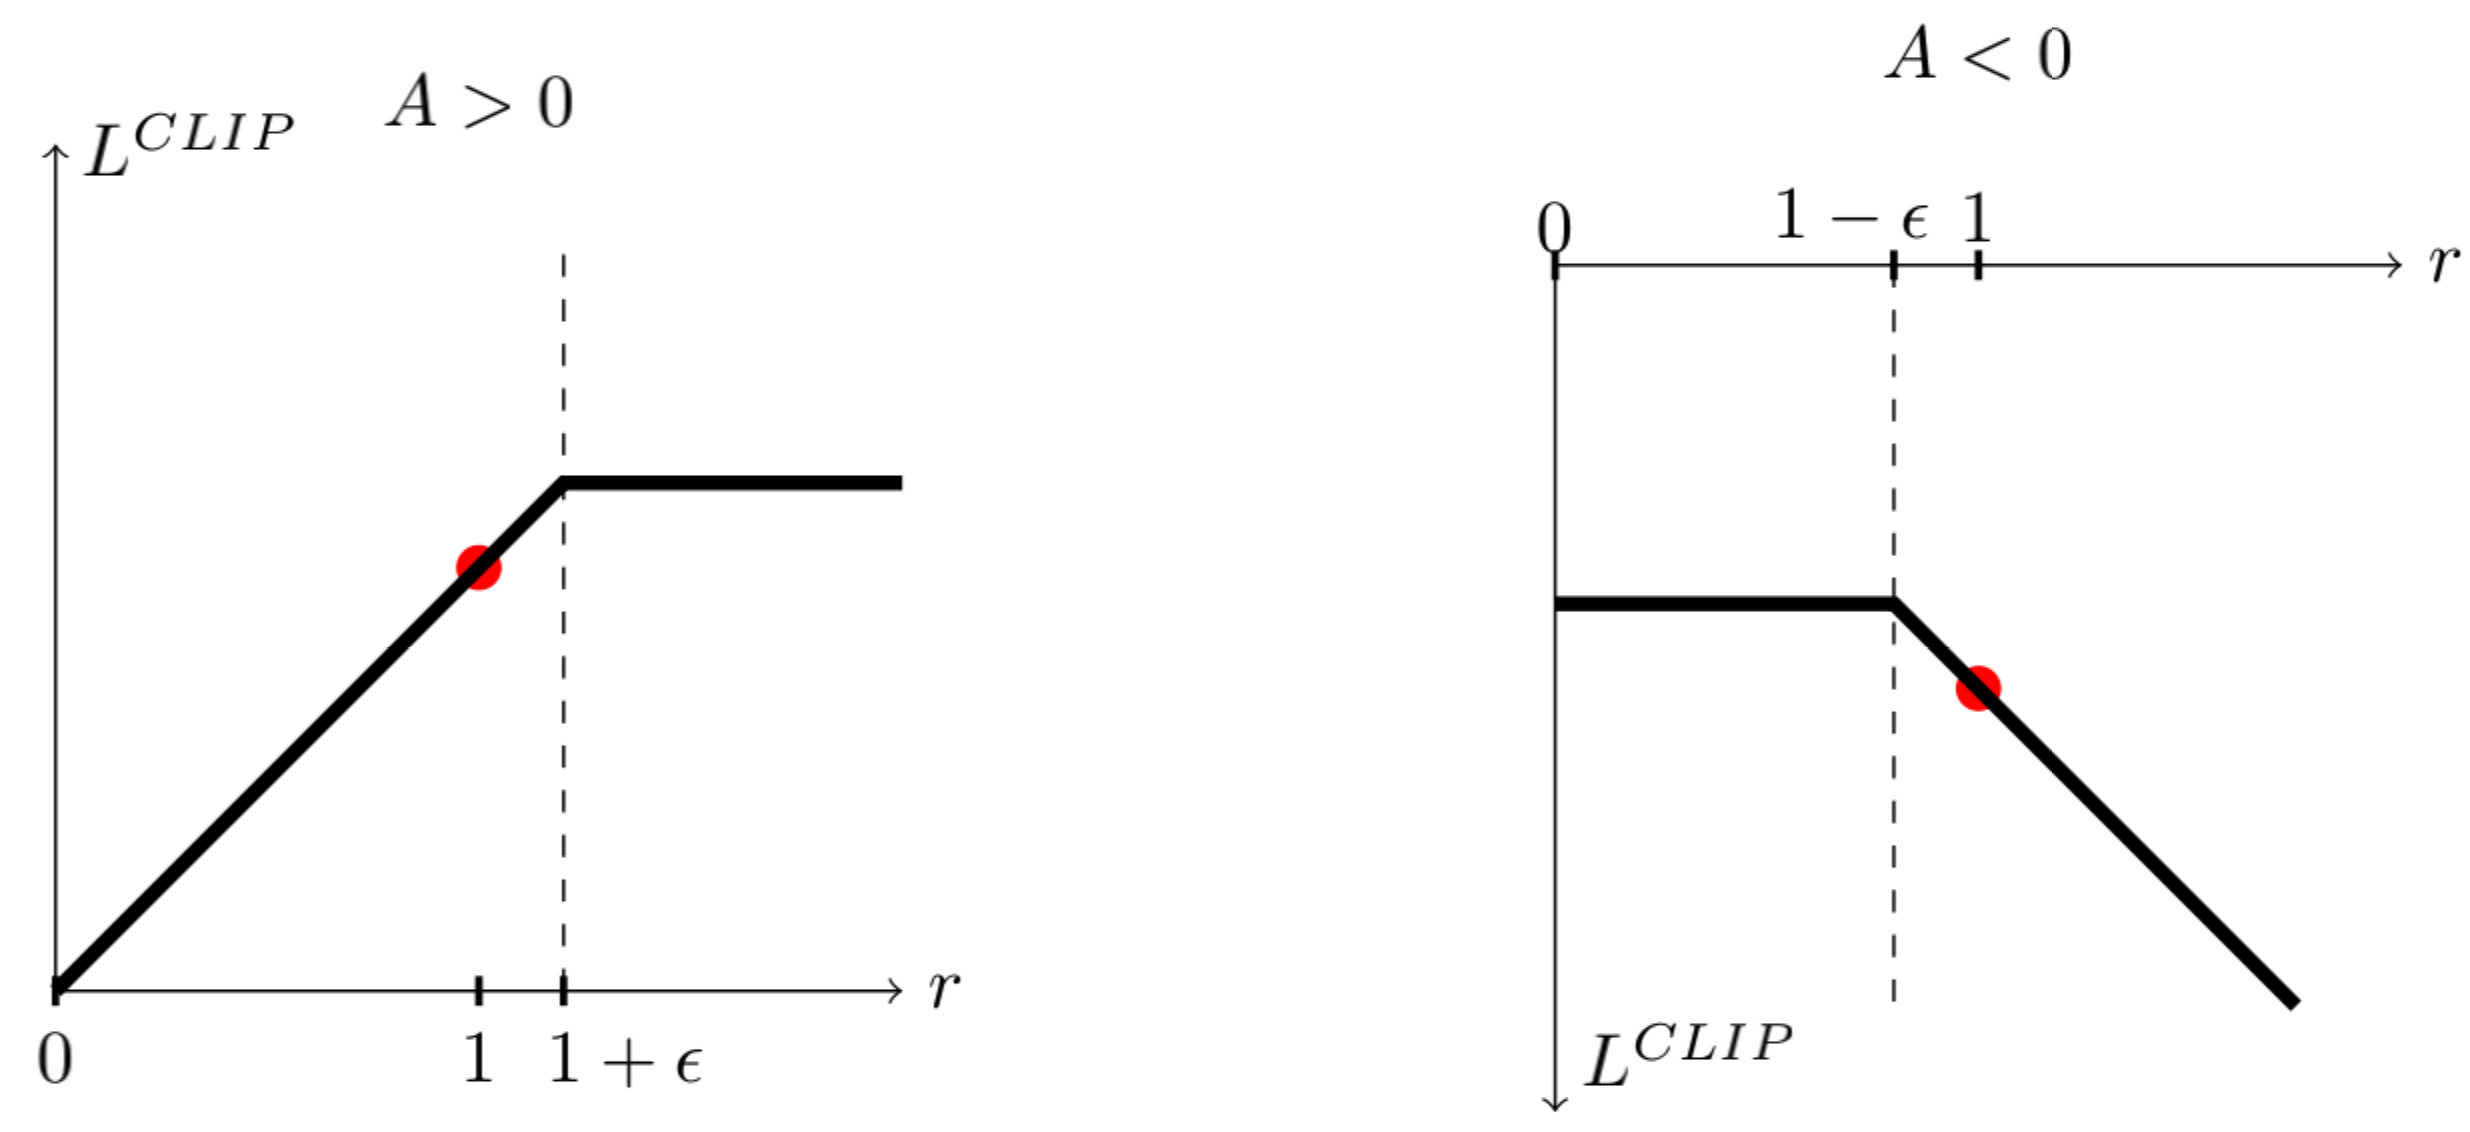 A > 0
L^{CLIP}
r
0 1 1 + ϵ
A < 0
0 1 − ϵ 1
r
L^{CLIP}